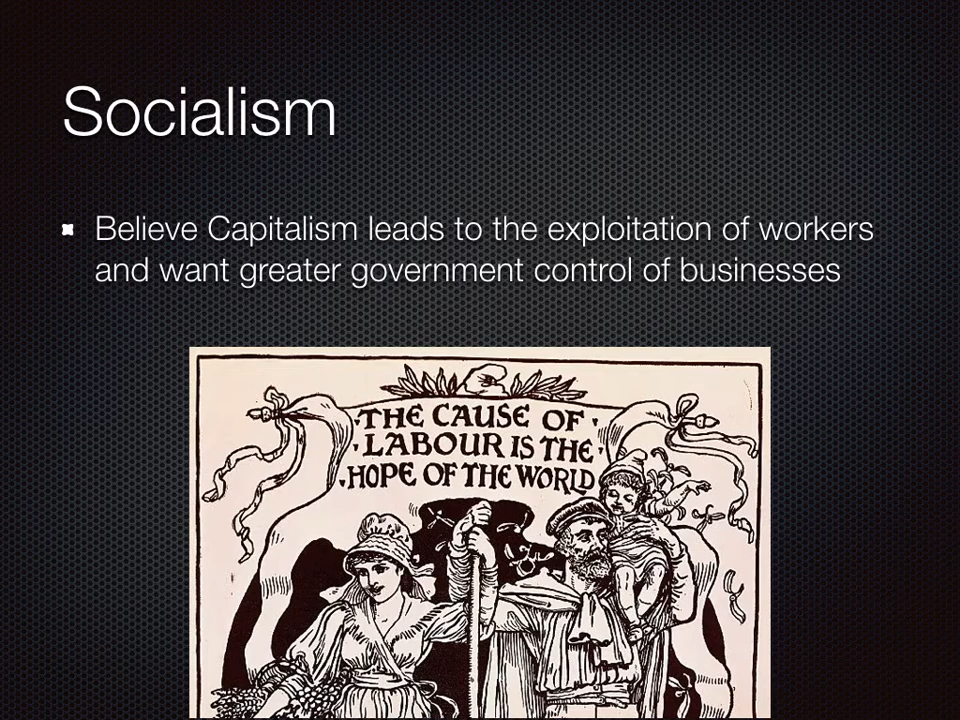 Socialism
Believe Capitalism leads to the exploitation of workers
and want greater government control of businesses
THE CAUSE OF
LABOUR IS THE
HOPE OF THE WORLD